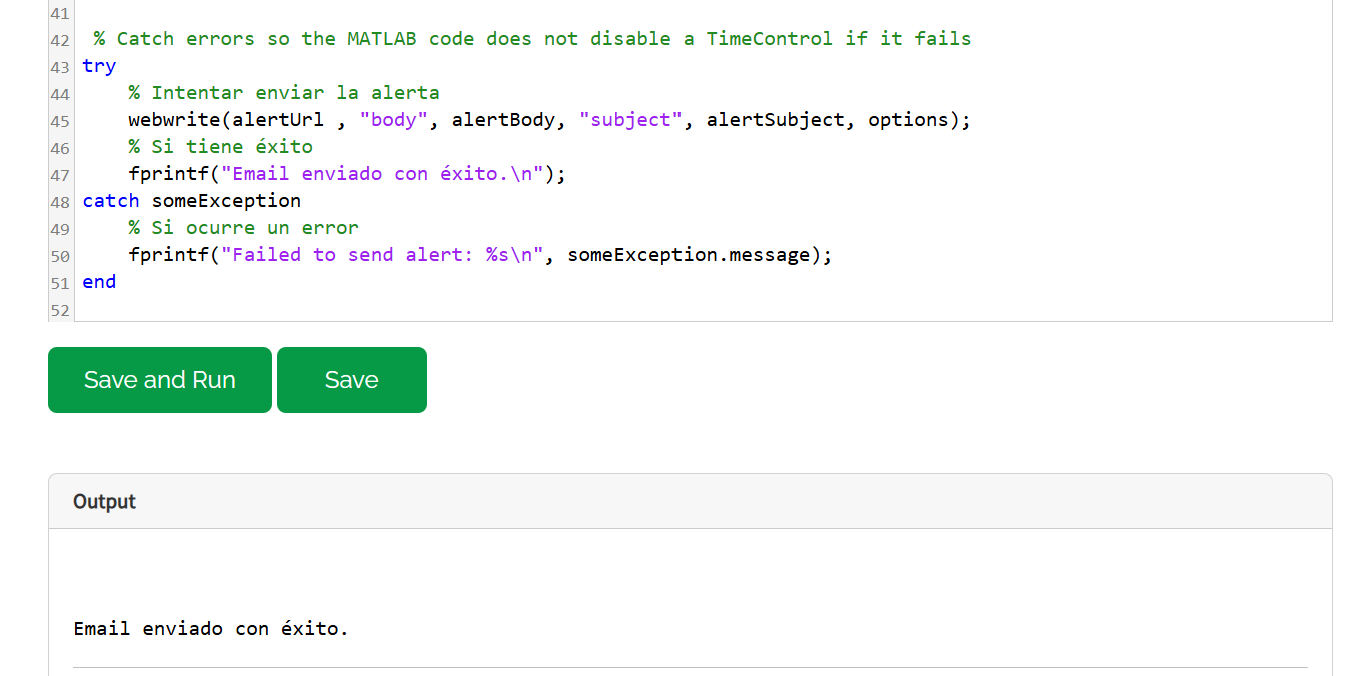 41
42 % Catch errors so the MATLAB code does not disable a TimeControl if it fails
43 try
44 % Intentar enviar la alerta
45 webwrite(alertUrl , "body", alertBody, "subject", alertSubject, options);
46 % Si tiene éxito
47 fprintf("Email enviado con éxito.\n");
48 catch someException
49 % Si ocurre un error
50 fprintf("Failed to send alert: %s\n", someException.message);
51 end
52
Save and Run Save
Output
Email enviado con éxito.